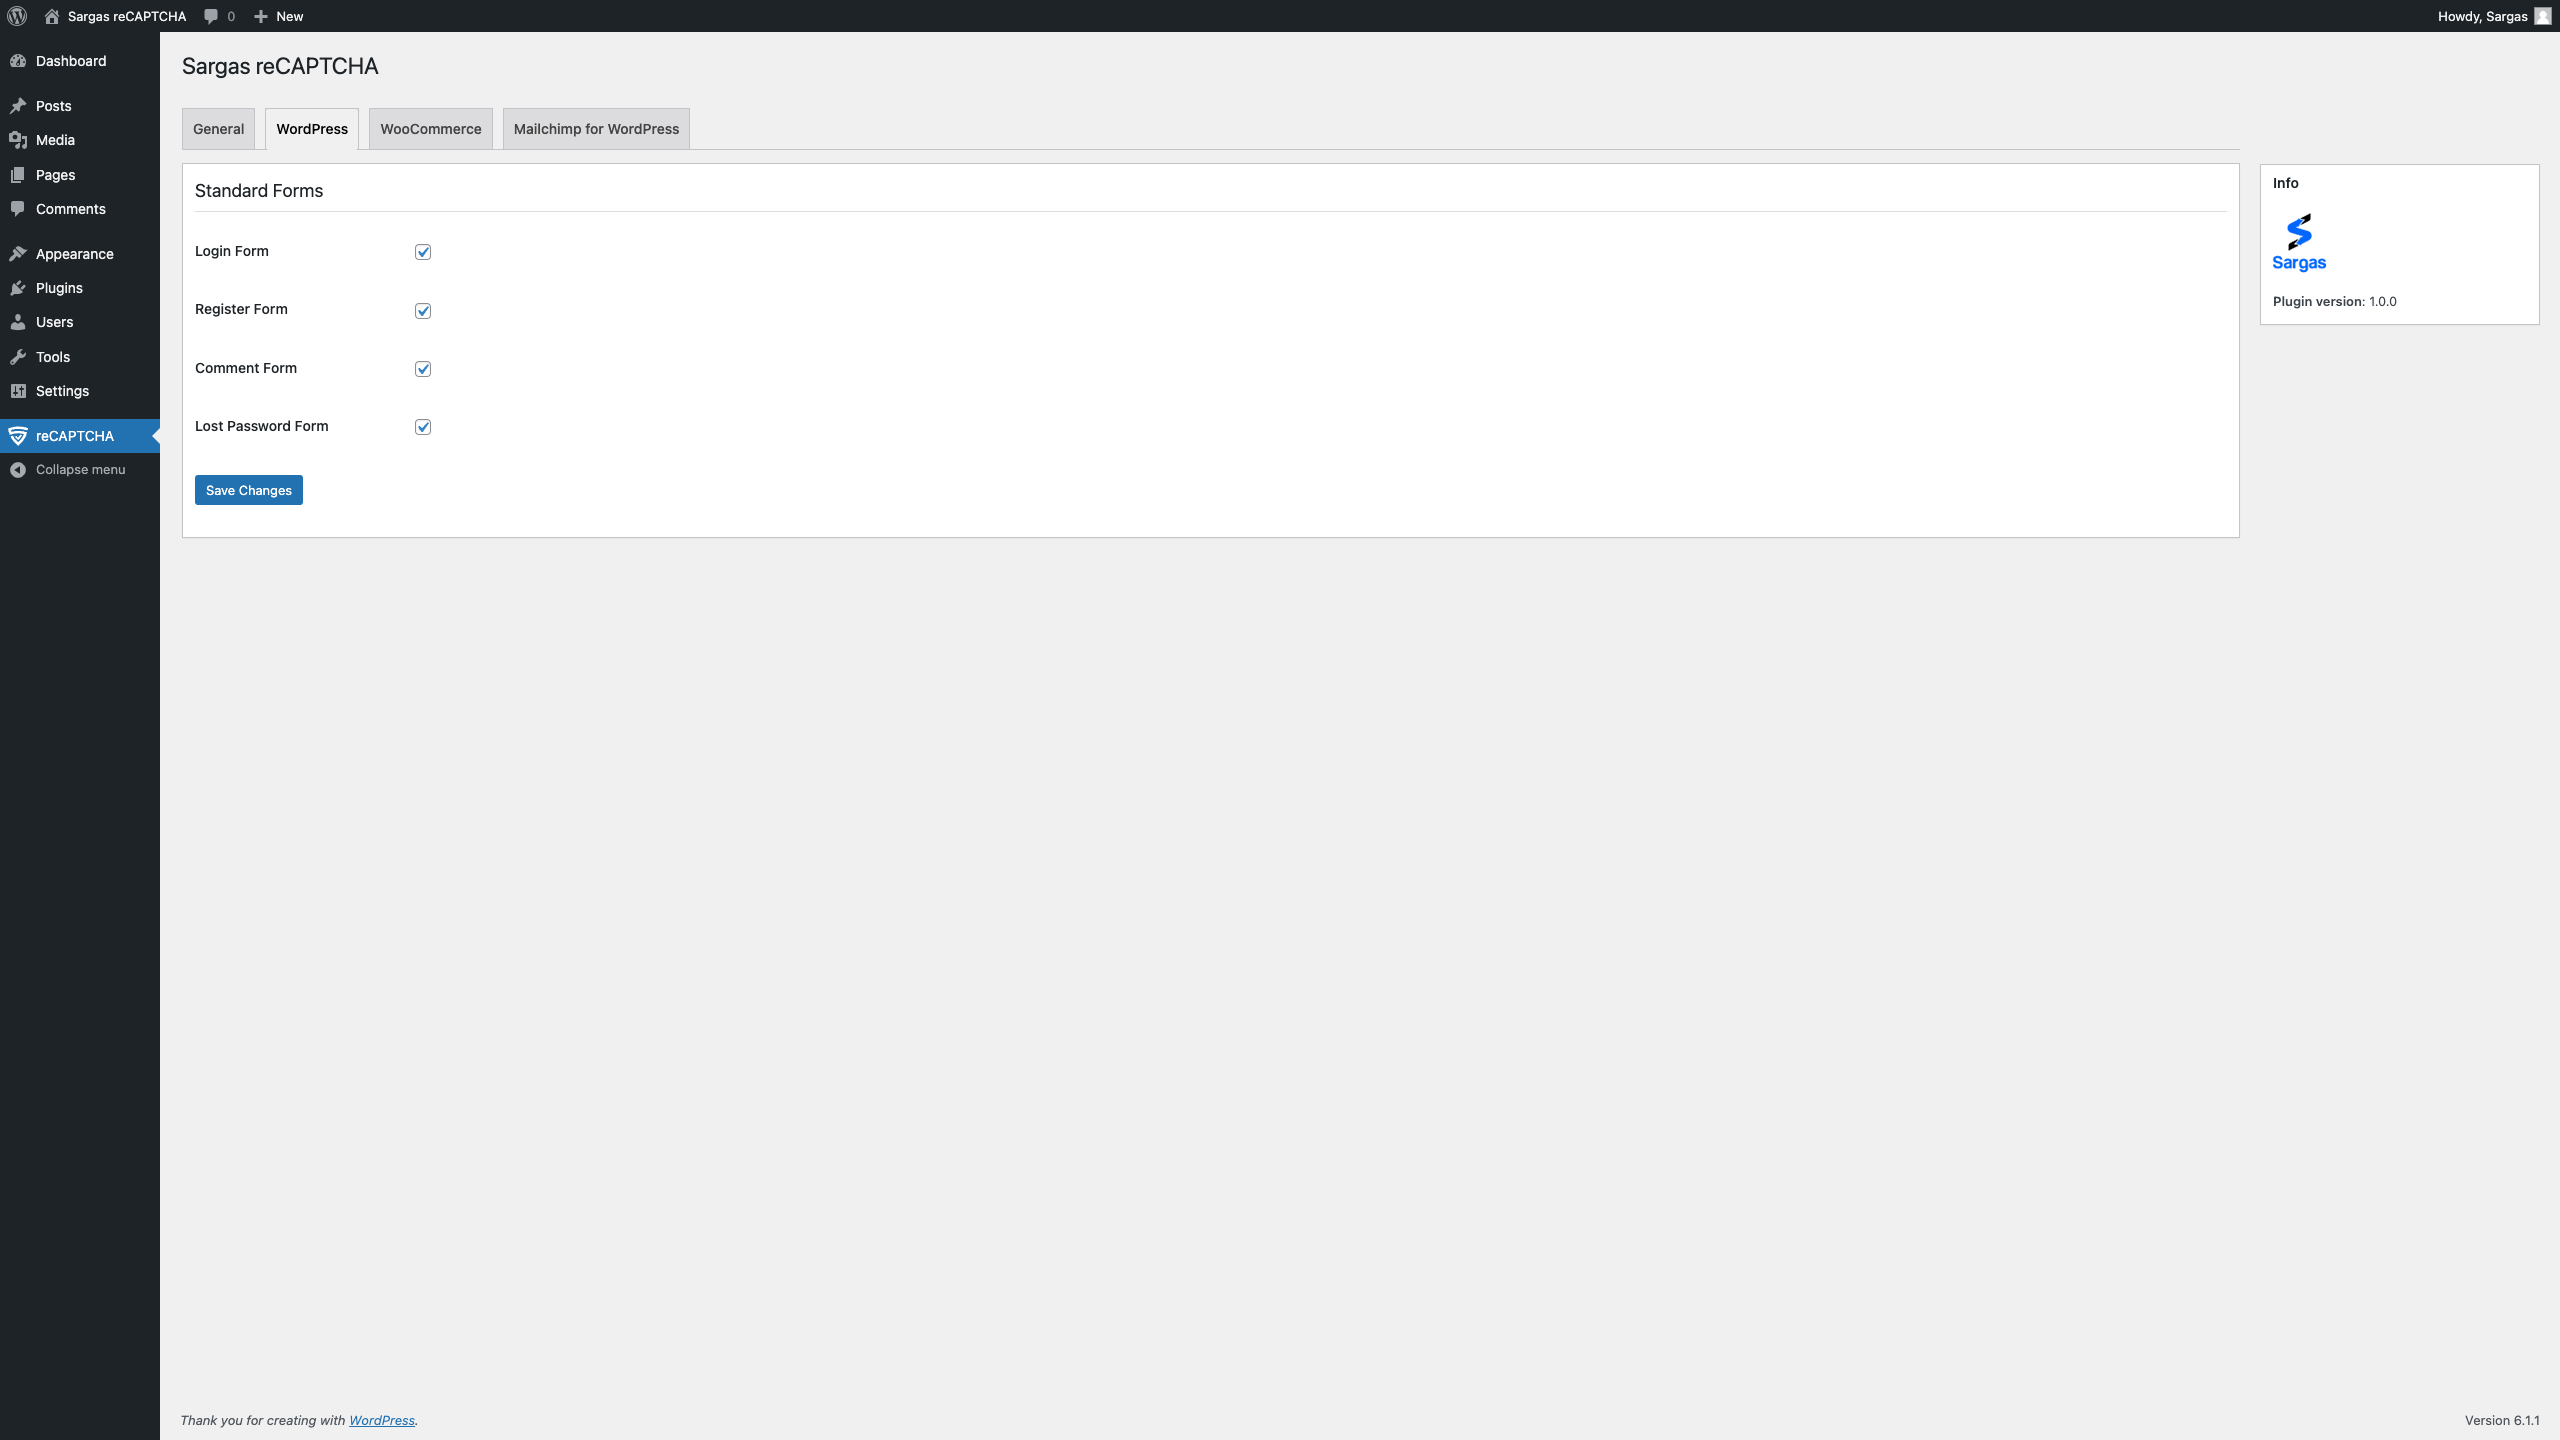 Sargas reCAPTCHA 0 New Howdy, Sargas
Dashboard
Posts
Media
Pages
Comments
Appearance
Plugins
Users
Tools
Settings
reCAPTCHA
Collapse menu
Sargas reCAPTCHA
General WordPress WooCommerce Mailchimp for WordPress
Standard Forms
Login Form
Register Form
Comment Form
Lost Password Form
Save Changes
Info
Sargas
Plugin version: 1.0.0
Thank you for creating with WordPress.
Version 6.1.1